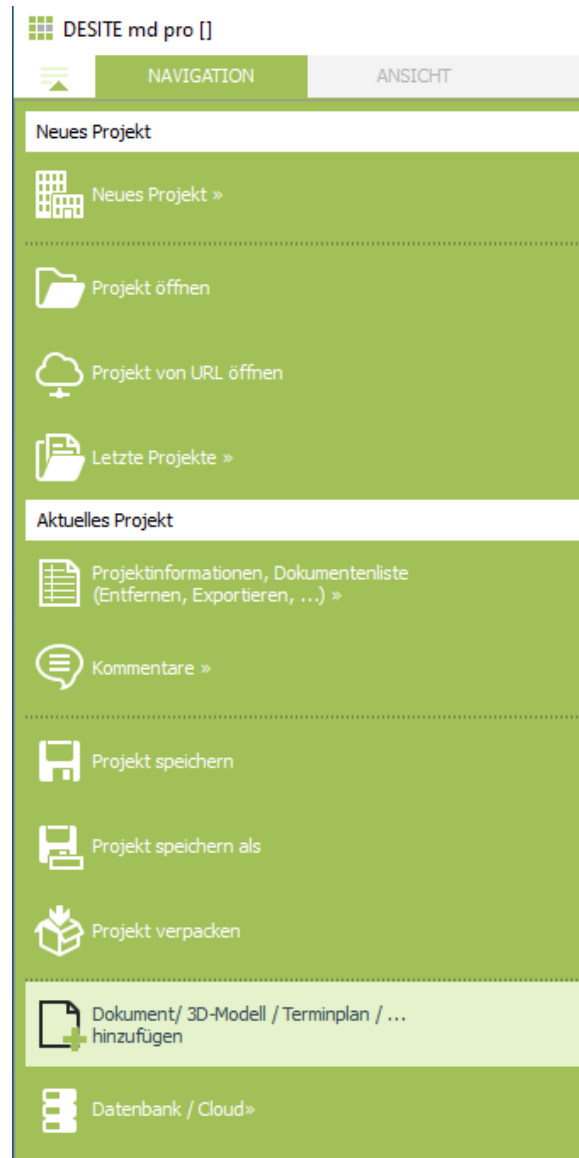 DESITE md pro []
NAVIGATION
ANSICHT
Neues Projekt
Neues Projekt »
Projekt öffnen
Projekt von URL öffnen
Letzte Projekte »
Aktuelles Projekt
Projektinformationen, Dokumentenliste
(Entfernen, Exportieren, ...) »
Kommentare »
Projekt speichern
Projekt speichern als
Projekt verpacken
Dokument/ 3D-Modell / Terminplan / ...
hinzufügen
Datenbank / Cloud»